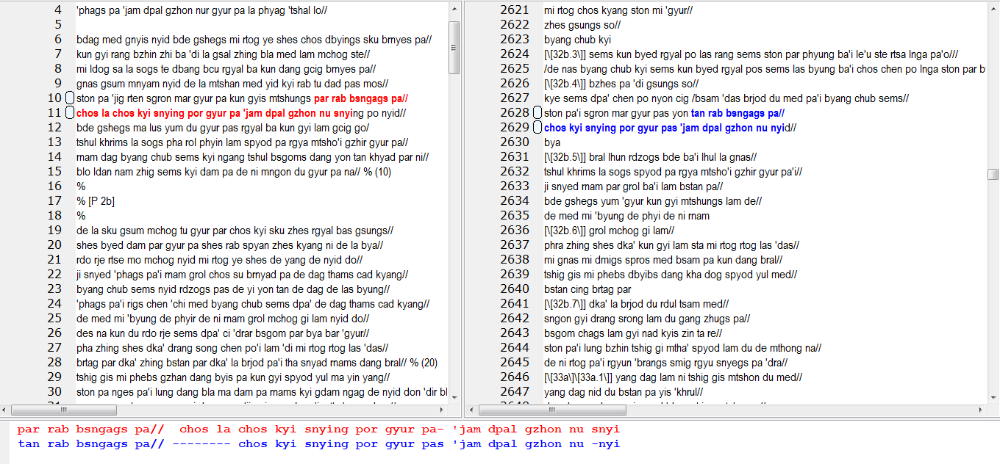 4 'phags pa 'jam dpal gzhon nur gyur pa la phyag 'tshal lo//
5
6 bdag med gnyis nyid bde gshegs mi rtog ye shes chos dbyings sku brnyes pa//
7 kun gyi rang bzhin zhi ba 'di la gsal zhing bla med lam mchog ste//
8 mi ldog sa la sogs te dbang bcu rgyal ba kun dang gcig brnyes pa//
9 gnas gsum mnyam nyid de la mtshan med yid kyi rab tu dad pas mos//
10 ston pa 'jig rten sgron mar gyur pa kun gyis mtshungs par rab bsngags pa//
11 chos la chos kyi snying por gyur pa 'jam dpal gzhon nu snying po nyid//
12 bde gshegs ma lus yum du gyur pas rgyal ba kun gyi lam gcig go/
13 tshul khrims la sogs pha rol phyin lam spyod pa rgya mtsho'i gzhir gyur pa//
14 rnam dag byang chub sems kyi ngang tshul bsgoms dang yon tan khyad par ni//
15 blo ldan nam zhig sems kyi dam pa de ni mngon du gyur pa na// % (10)
16 %
17 % [P 2b]
18 %
19 de la sku gsum mchog tu gyur par chos kyi sku zhes rgyal bas gsungs//
20 shes byed dam par gyur pa shes rab spyan zhes kyang ni de la bya//
21 rdo rje rtse mo mchog nyid mi rtog ye shes de yang de nyid do//
22 ji snyed 'phags pa'i rnam grol chos su brnyad pa de dag thams cad kyang//
23 byang chub sems nyid rdzogs pas de yi yon tan de dag de las byung//
24 'phags pa'i rigs chen 'chi med byang chub sems dpa' de dag thams cad kyang//
25 de med mi 'byung de phyir de ni rnam grol mchog gi lam nyid do//
26 des na kun du rdo rje sems dpa' ci 'drar bsgom par bya bar 'gyur//
27 pha zhing shes dka' drang song chen po'i lam 'di mi rtog rtog las 'das//
28 brtag par dka' zhing bstan par dka' la brjod pa'i tha snyad rnams dang bral// % (20)
29 tshig gis mi phebs gzhan dang byis pa kun gyi spyod yul ma yin yang//
30 ston pa nges pa'i lung dang bla ma dam pa rnams kyi gdam ngag de nyid don 'dir bl
2621 mi rtog chos kyang ston mi 'gyur//
2622 zhes gsungs so//
2623 byang chub kyi
2624 [\[32b.3\]] sems kun byed rgyal po las rang sems ston par phyung ba'i le'u ste rtsa lnga pa'o///
2625 /de nas byang chub kyi sems kun byed rgyal pos sems las byung ba'i chos chen po lnga ston par b
2626 [\[32b.4\]] bzhes pa 'di gsungs so//
2627 kye sems dpa' chen po nyon cig /bsam 'das brjod du med pa'i byang chub sems//
2628 ston pa'i sgron mar gyur pas yon tan rab bsngags pa//
2629 chos kyi snying por gyur pas 'jam dpal gzhon nu nyid//
2630 bya
2631 [\[32b.5\]] bral lhun rdzogs bde ba'i lhul la gnas//
2632 tshul khrims la sogs spyod pa rgya mtsho'i gzhir gyur pa'i//
2633 ji snyed rnam par grol ba'i lam bstan pa//
2634 bde gshegs yum 'gyur kun gyi mtshungs lam de//
2635 de med mi 'byung de phyi de ni rnam
2636 [\[32b.6\]] grol mchog gi lam//
2637 phra zhing shes dka' kun gyi lam sta mi rtog rtog las 'das//
2638 mi gnas mi dmigs spros med bsam pa kun dang bral//
2639 tshig gis mi phebs dbyibs dang kha dog spyod yul med//
2640 bstan cing brtag par
2641 [\[32b.7\]] dka' la brjod du rdul tsam med//
2642 sngon gyi drang srong lam du gang zhugs pa//
2643 bsgom chags lam gyi nad kyis zin ta re//
2644 ston pa'i lung bzhin tshig gi mtha' spyod lam du de mthong na//
2645 de ni rtog pa'i rgyun 'brangs smig rgyu snyegs pa 'dra//
2646 [\[33a\]\[33a.1\]] yang dag lam ni tshig gis mtshon du med//
2647 yang dag nid du bstan pa yis 'khrul//
par rab bsngags pa// chos la chos kyi snying por gyur pa- 'jam dpal gzhon nu snyi
tan rab bsngags pa// -------- chos kyi snying por gyur pas 'jam dpal gzhon nu -nyi